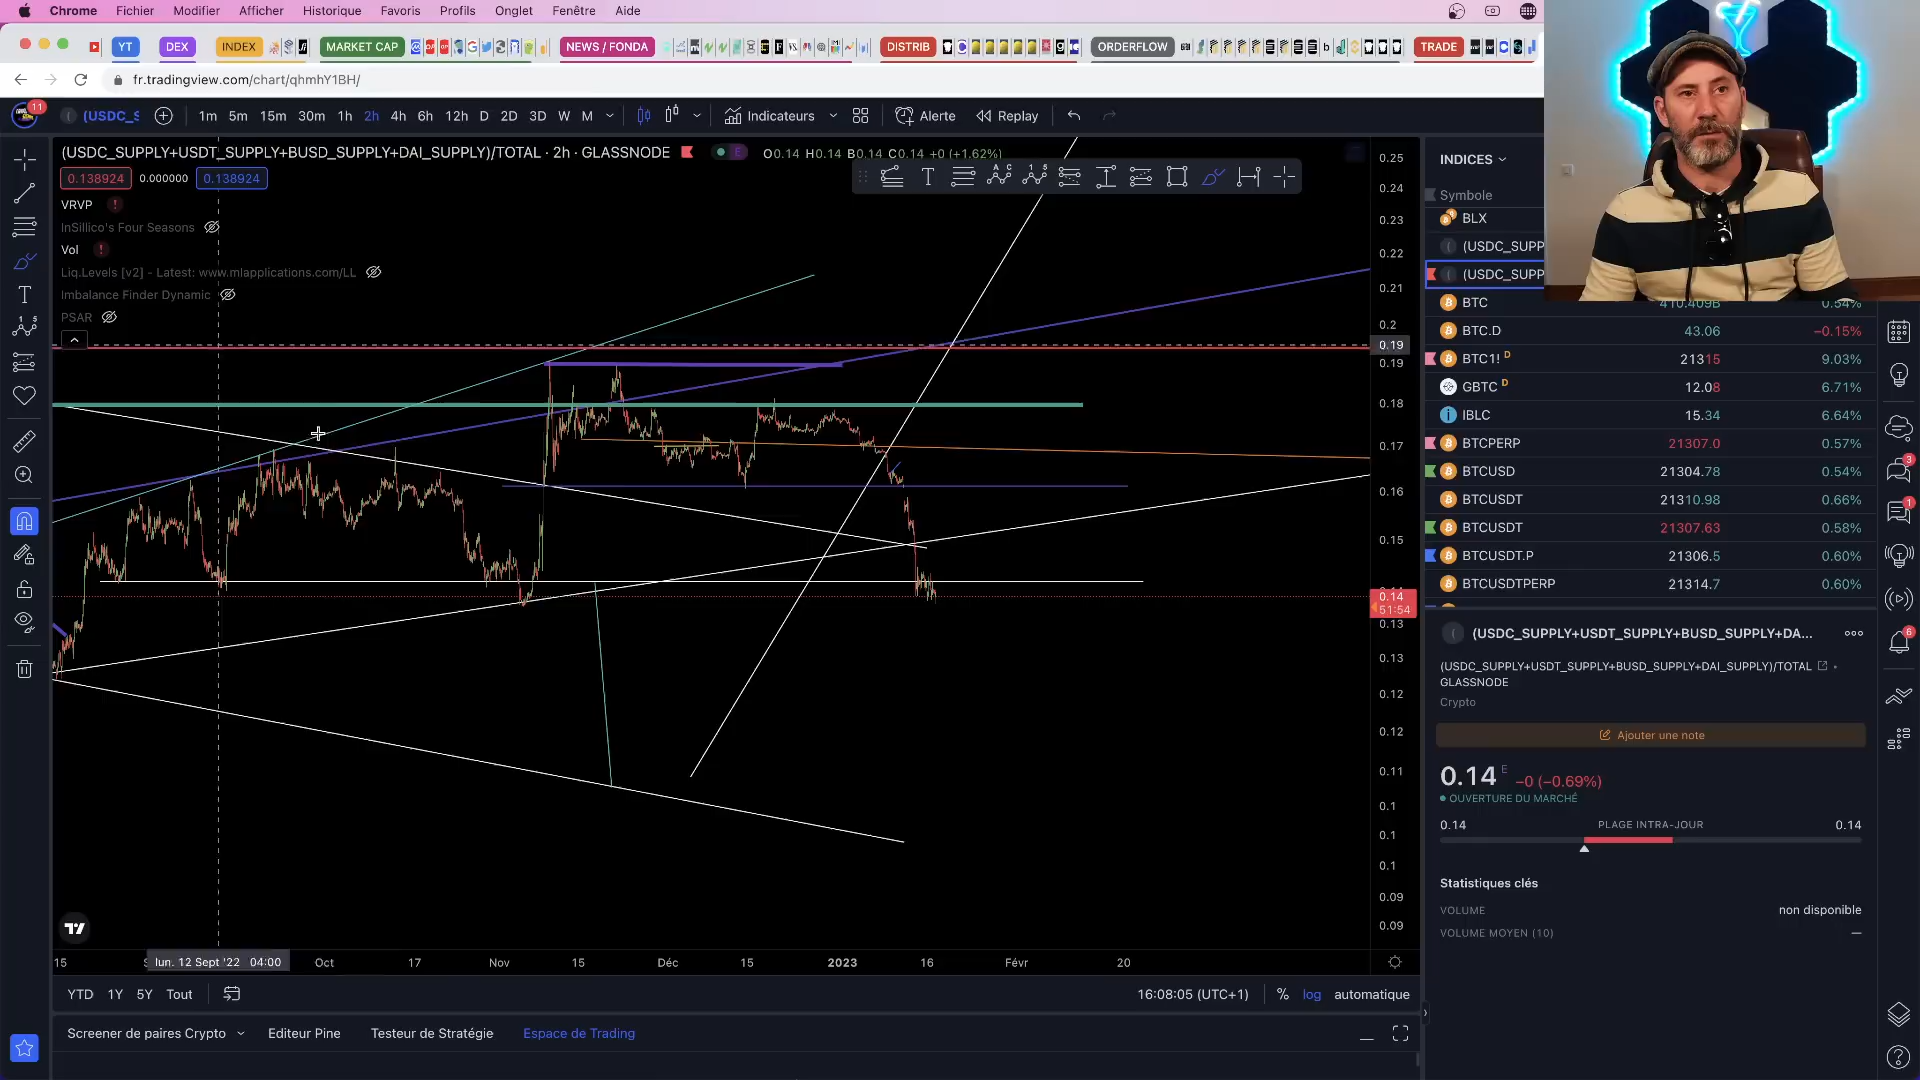 Chrome Fichier Modifier Afficher Historique Favoris Profils Onglet Fenêtre Aide
YT DEX INDEX MARKET CAP NEWS / FONDA DISTRIB ORDERFLOW TRADE
fr.tradingview.com/chart/qhmhY1BH/
11 (USDC_S 1m 5m 15m 30m 1h 2h 4h 6h 12h D 2D 3D W M Indicateurs Alerte Replay
(USDC_SUPPLY+USDT_SUPPLY+BUSD_SUPPLY+DAI_SUPPLY)/TOTAL · 2h · GLASSNODE E O0.14 H0.14 B0.14 C0.14 +0 (+1.62%)
0.138924 0.000000 0.138924
VRVP !
InSillico's Four Seasons
Vol !
Liq.Levels [v2] - Latest: www.mlapplications.com/LL
Imbalance Finder Dynamic
PSAR
0.25
0.24
0.23
0.22
0.21
0.2
0.19
0.19
0.18
0.17
0.16
0.15
0.14
51:54
0.13
0.13
0.12
0.12
0.11
0.1
0.1
0.1
0.09
0.09
15 lun. 12 Sept '22 04:00 Oct 17 Nov 15 Déc 15 2023 16 Févr 20
YTD 1Y 5Y Tout 16:08:05 (UTC+1) % log automatique
Screener de paires Crypto Editeur Pine Testeur de Stratégie Espace de Trading
INDICES
Symbole
BLX
(USDC_SUPP
(USDC_SUPP
BTC 410.409B 0.54%
BTC.D 43.06 −0.15%
BTC1! D 21315 9.03%
GBTC D 12.08 6.71%
IBLC 15.34 6.64%
BTCPERP 21307.0 0.57%
BTCUSD 21304.78 0.54%
BTCUSDT 21310.98 0.66%
BTCUSDT 21307.63 0.58%
BTCUSDT.P 21306.5 0.60%
BTCUSDTPERP 21314.7 0.60%
(USDC_SUPPLY+USDT_SUPPLY+BUSD_SUPPLY+DA...
(USDC_SUPPLY+USDT_SUPPLY+BUSD_SUPPLY+DAI_SUPPLY)/TOTAL
GLASSNODE
Crypto
Ajouter une note
0.14 E −0 (−0.69%)
OUVERTURE DU MARCHÉ
0.14 PLAGE INTRA-JOUR 0.14
Statistiques clés
VOLUME non disponible
VOLUME MOYEN (10) —
3
1
6